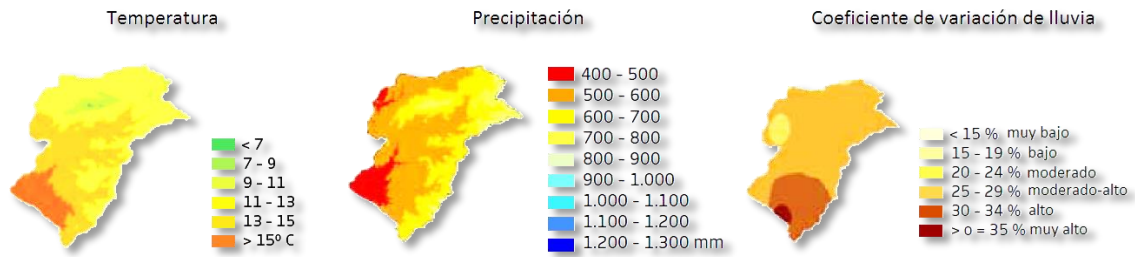 Temperatura
< 7
7 - 9
9 - 11
11 - 13
13 - 15
> 15º C
Precipitación
400 - 500
500 - 600
600 - 700
700 - 800
800 - 900
900 - 1.000
1.000 - 1.100
1.100 - 1.200
1.200 - 1.300 mm
Coeficiente de variación de lluvia
< 15 % muy bajo
15 - 19 % bajo
20 - 24 % moderado
25 - 29 % moderado-alto
30 - 34 % alto
> o = 35 % muy alto